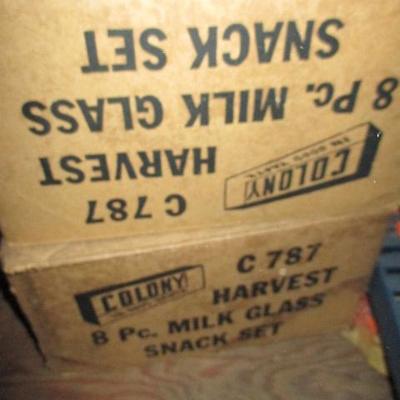 C 787
HARVEST
8 Pc. MILK GLASS
SNACK SET
COLONY
C 787
HARVEST
8 Pc. MILK GLASS
SNACK SET
COLONY